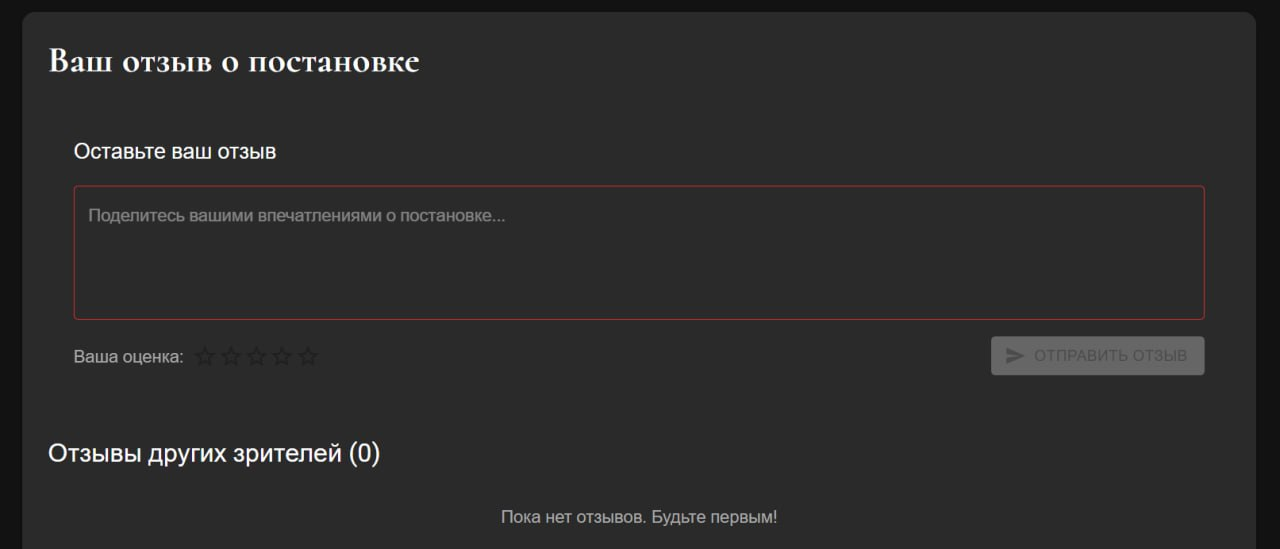 Ваш отзыв о постановке
Оставьте ваш отзыв
Поделитесь вашими впечатлениями о постановке...
Ваша оценка:
ОТПРАВИТЬ ОТЗЫВ
Отзывы других зрителей (0)
Пока нет отзывов. Будьте первым!